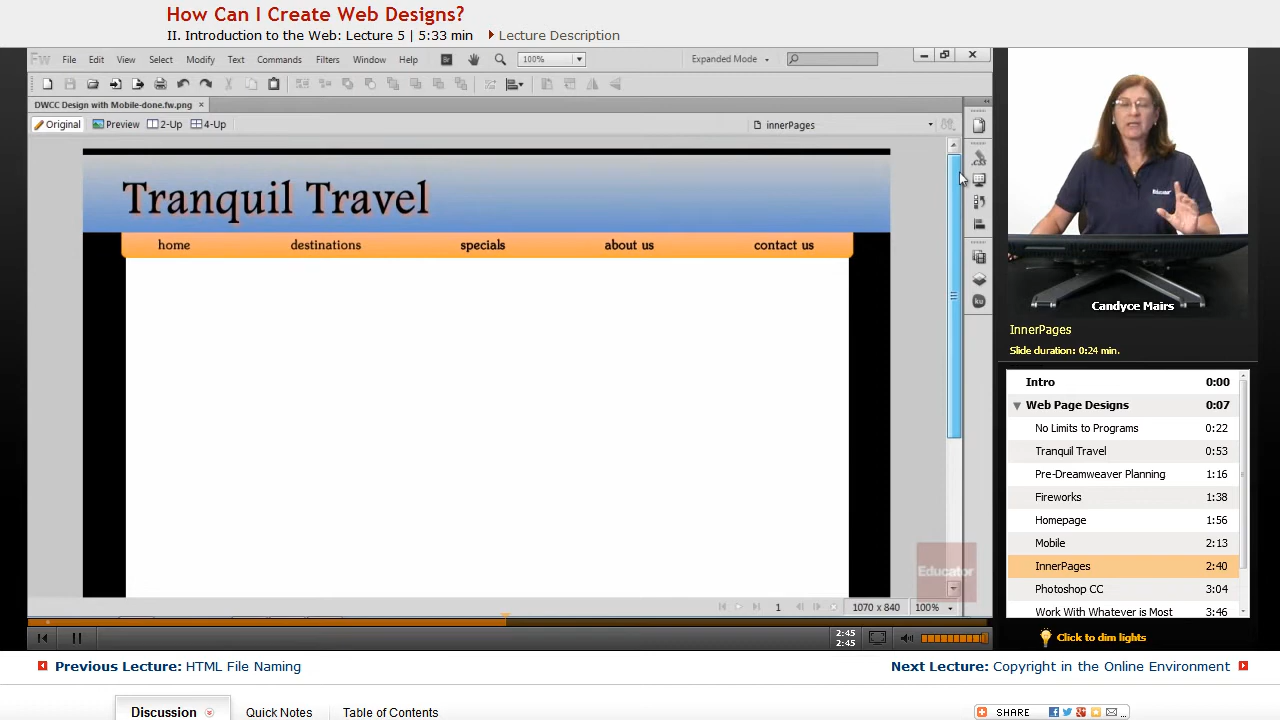 How Can I Create Web Designs?
II. Introduction to the Web: Lecture 5 | 5:33 min Lecture Description
Fw File Edit View Select Modify Text Commands Filters Window Help 100% Expanded Mode
DWCC Design with Mobile-done.fw.png ×
Original Preview 2-Up 4-Up innerPages
Tranquil Travel
home destinations specials about us contact us
Educator
1 1070 x 840 100%
2:45
2:45
Candyce Mairs
InnerPages
Slide duration: 0:24 min.
Intro 0:00
Web Page Designs 0:07
No Limits to Programs 0:22
Tranquil Travel 0:53
Pre-Dreamweaver Planning 1:16
Fireworks 1:38
Homepage 1:56
Mobile 2:13
InnerPages 2:40
Photoshop CC 3:04
Work With Whatever is Most 3:46
Click to dim lights
Previous Lecture: HTML File Naming
Next Lecture: Copyright in the Online Environment
Discussion Quick Notes Table of Contents
SHARE